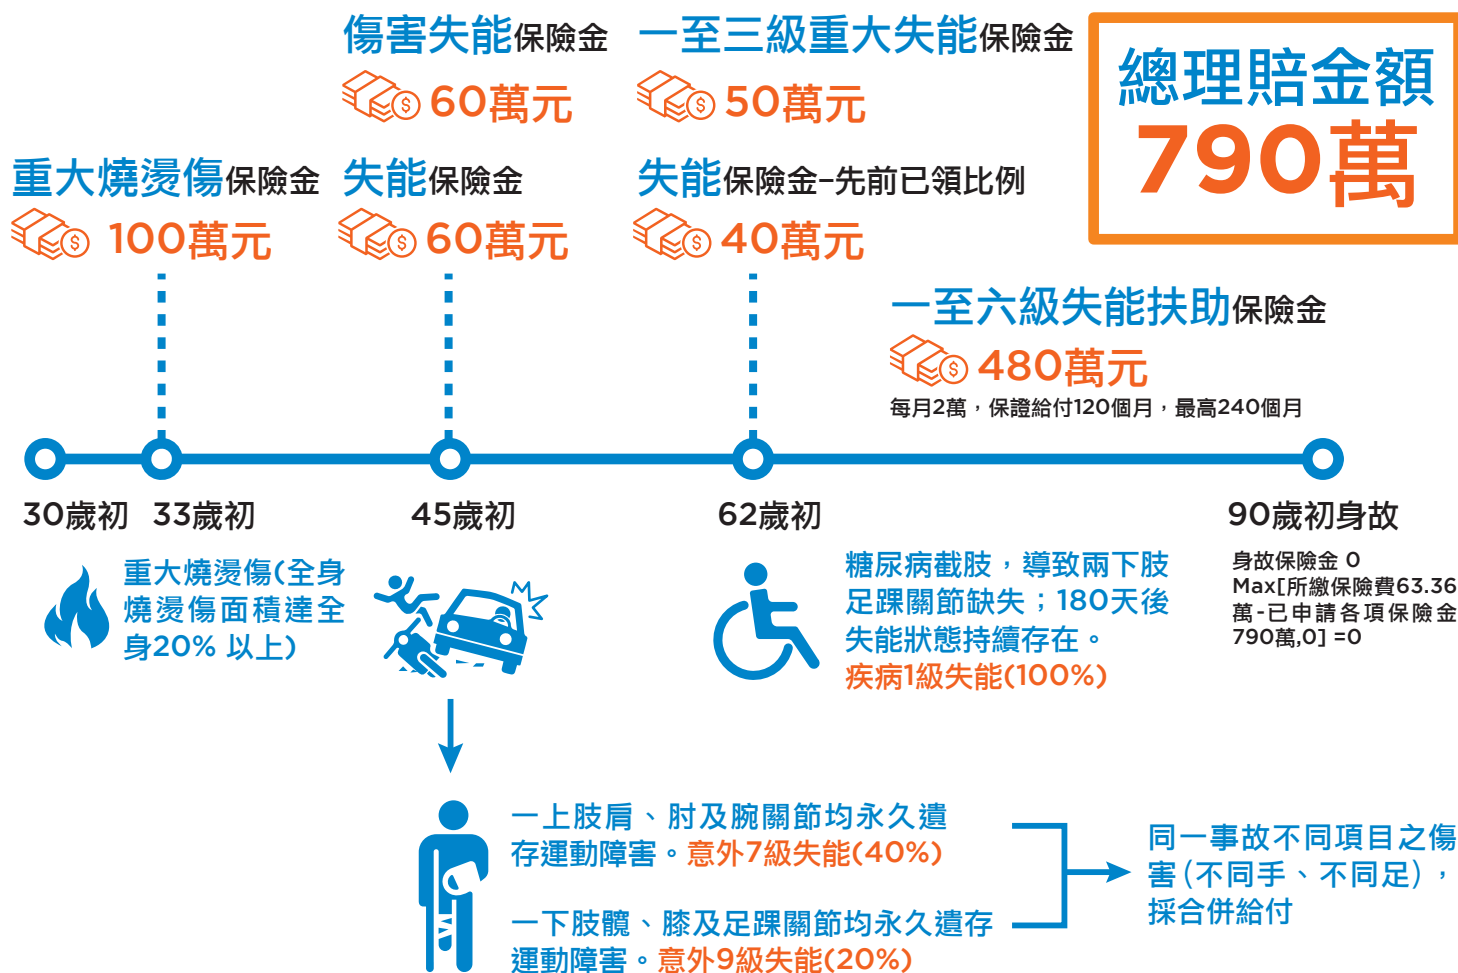 傷害失能保險金
60萬元
一至三級重大失能保險金
50萬元
總理賠金額
790萬
重大燒燙傷保險金
100萬元
失能保險金
60萬元
失能保險金-先前已領比例
40萬元
一至六級失能扶助保險金
480萬元
每月2萬，保證給付120個月，最高240個月
30歲初
33歲初
45歲初
62歲初
90歲初身故
重大燒燙傷(全身
燒燙傷面積達全
身20% 以上)
糖尿病截肢，導致兩下肢
足踝關節缺失；180天後
失能狀態持續存在。
疾病1級失能(100%)
身故保險金 0
Max[所繳保險費63.36
萬-已申請各項保險金
790萬,0] =0
一上肢肩、肘及腕關節均永久遺
存運動障害。意外7級失能(40%)
一下肢髖、膝及足踝關節均永久遺存
運動障害。意外9級失能(20%)
同一事故不同項目之傷
害(不同手、不同足)，
採合併給付